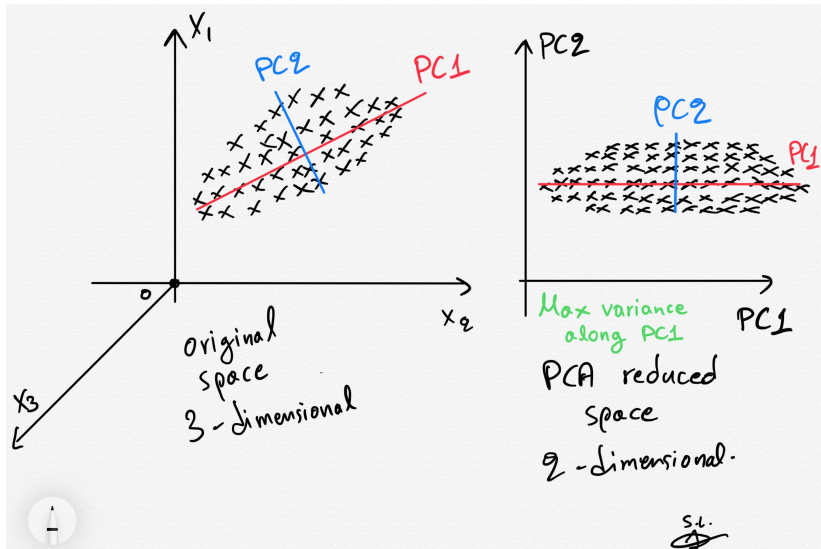 X₁
PC2
PC1
0
X₂
X₃
original
space
3-dimensional
PC2
PC2
PC1
PC1
Max variance
along PC1
PCA reduced
space
2-dimensional.
S.L.